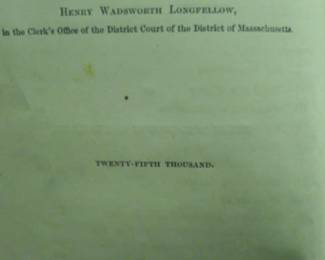 HENRY WADSWORTH LONGFELLOW,
in the Clerk's Office of the District Court of the District of Massachusetts.
TWENTY-FIFTH THOUSAND.